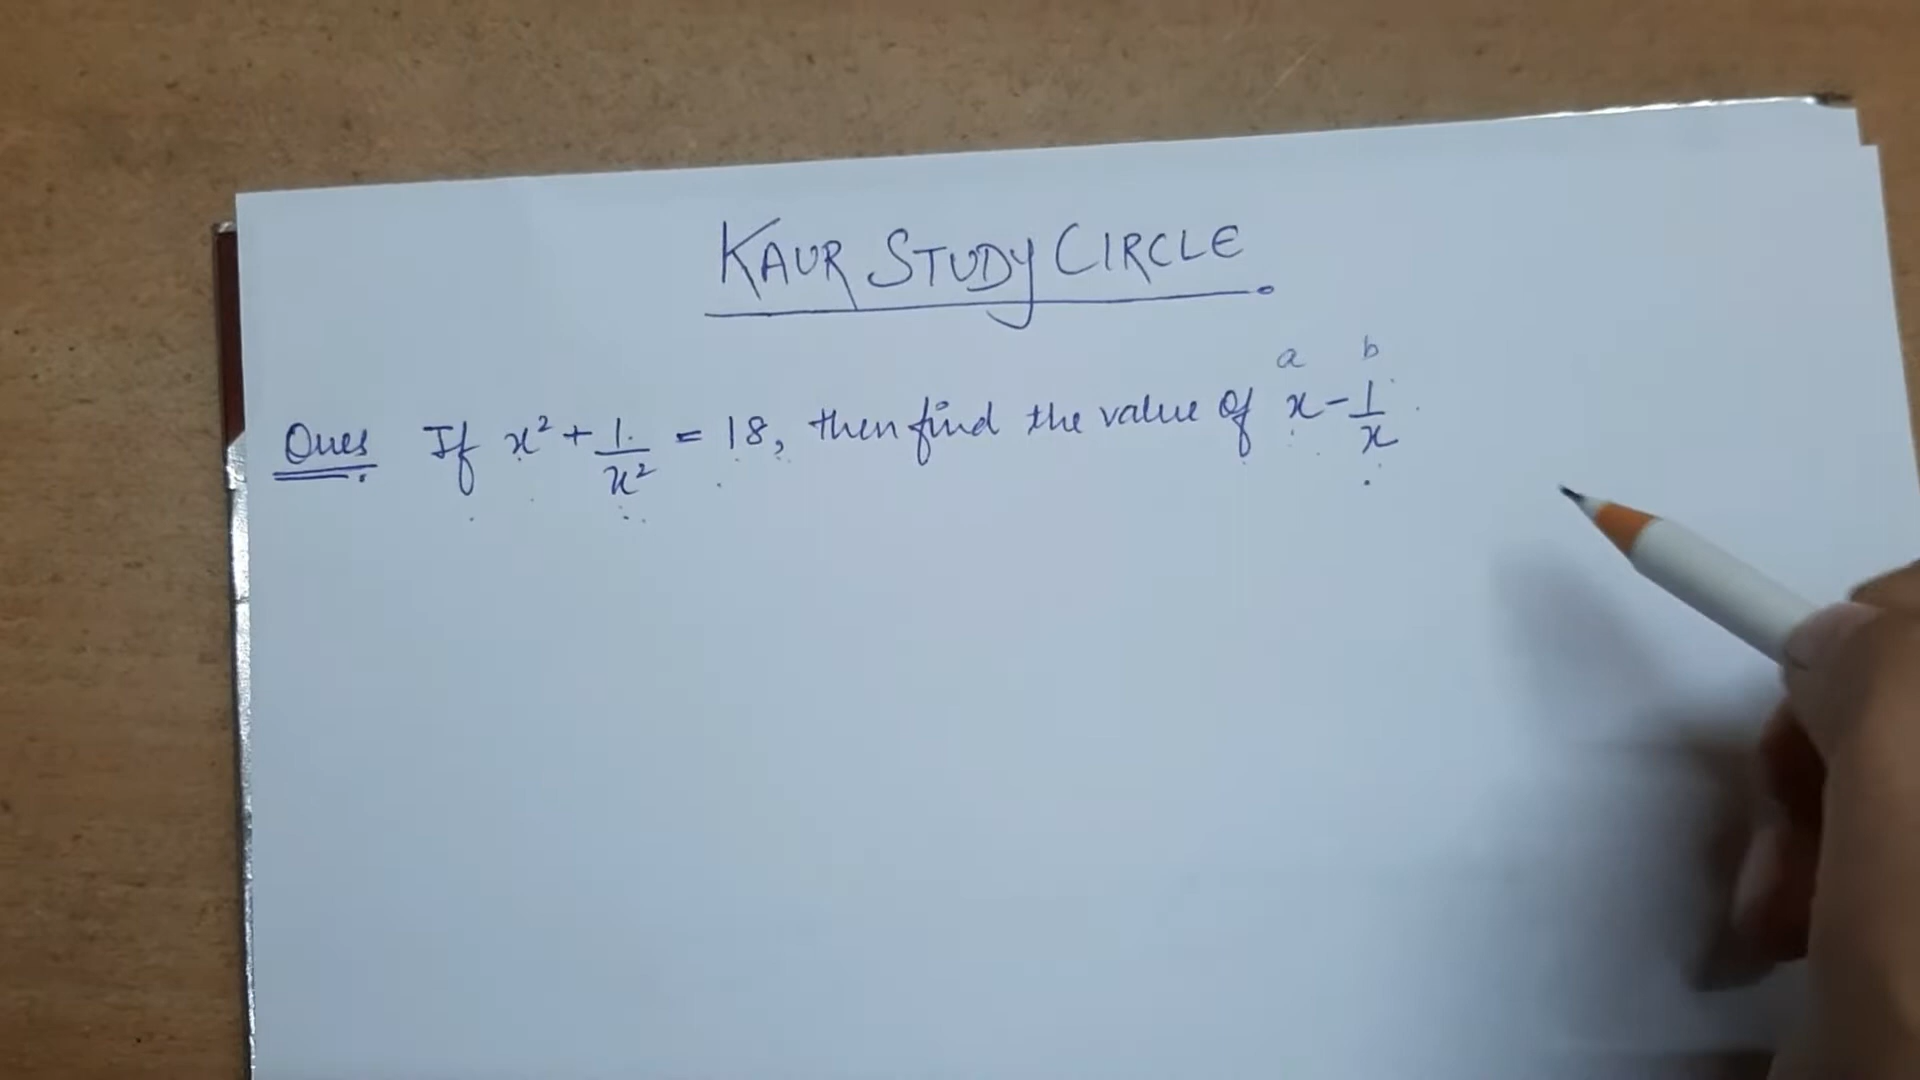 KAUR STUDY CIRCLE
a b
Ques If x² + 1/x² = 18, then find the value of x - 1/x.